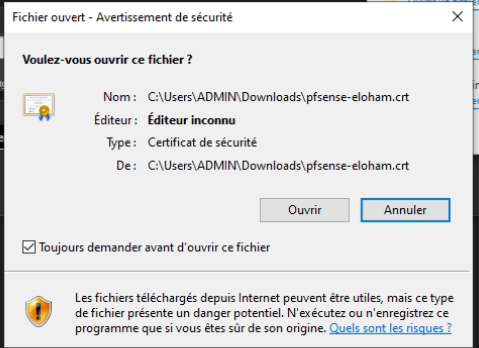 Fichier ouvert - Avertissement de sécurité
Voulez-vous ouvrir ce fichier ?
Nom : C:\Users\ADMIN\Downloads\pfsense-eloham.crt
Éditeur : Éditeur inconnu
Type : Certificat de sécurité
De : C:\Users\ADMIN\Downloads\pfsense-eloham.crt
Ouvrir Annuler
Toujours demander avant d'ouvrir ce fichier
Les fichiers téléchargés depuis Internet peuvent être utiles, mais ce type
de fichier présente un danger potentiel. N'exécutez ou n'enregistrez ce
programme que si vous êtes sûr de son origine. Quels sont les risques ?